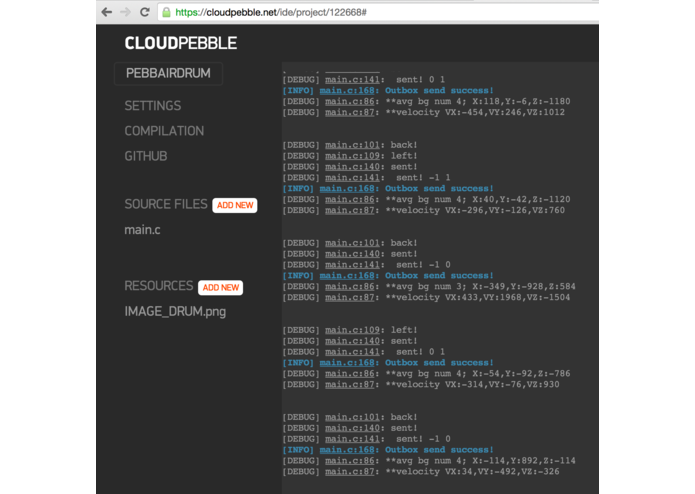 https://cloudpebble.net/ide/project/122668#
CLOUDPEBBLE
PEBBAIRDRUM
SETTINGS
COMPILATION
GITHUB
SOURCE FILES ADD NEW
main.c
RESOURCES ADD NEW
IMAGE_DRUM.png
[DEBUG] main.c:141:  sent! 0 1
[INFO] main.c:168: Outbox send success!
[DEBUG] main.c:86: **avg bg num 4; X:118,Y:-6,Z:-1180
[DEBUG] main.c:87: **velocity VX:-454,VY:246,VZ:1012
[DEBUG] main.c:101: back!
[DEBUG] main.c:109: left!
[DEBUG] main.c:140: sent!
[DEBUG] main.c:141:  sent! -1 1
[INFO] main.c:168: Outbox send success!
[DEBUG] main.c:86: **avg bg num 4; X:40,Y:-42,Z:-1120
[DEBUG] main.c:87: **velocity VX:-296,VY:-126,VZ:760
[DEBUG] main.c:101: back!
[DEBUG] main.c:140: sent!
[DEBUG] main.c:141:  sent! -1 0
[INFO] main.c:168: Outbox send success!
[DEBUG] main.c:86: **avg bg num 3; X:-349,Y:-928,Z:584
[DEBUG] main.c:87: **velocity VX:433,VY:1968,VZ:-1504
[DEBUG] main.c:109: left!
[DEBUG] main.c:140: sent!
[DEBUG] main.c:141:  sent! 0 1
[INFO] main.c:168: Outbox send success!
[DEBUG] main.c:86: **avg bg num 4; X:-54,Y:-92,Z:-786
[DEBUG] main.c:87: **velocity VX:-314,VY:-76,VZ:930
[DEBUG] main.c:101: back!
[DEBUG] main.c:140: sent!
[DEBUG] main.c:141:  sent! -1 0
[INFO] main.c:168: Outbox send success!
[DEBUG] main.c:86: **avg bg num 4; X:-114,Y:892,Z:-114
[DEBUG] main.c:87: **velocity VX:34,VY:-492,VZ:-326